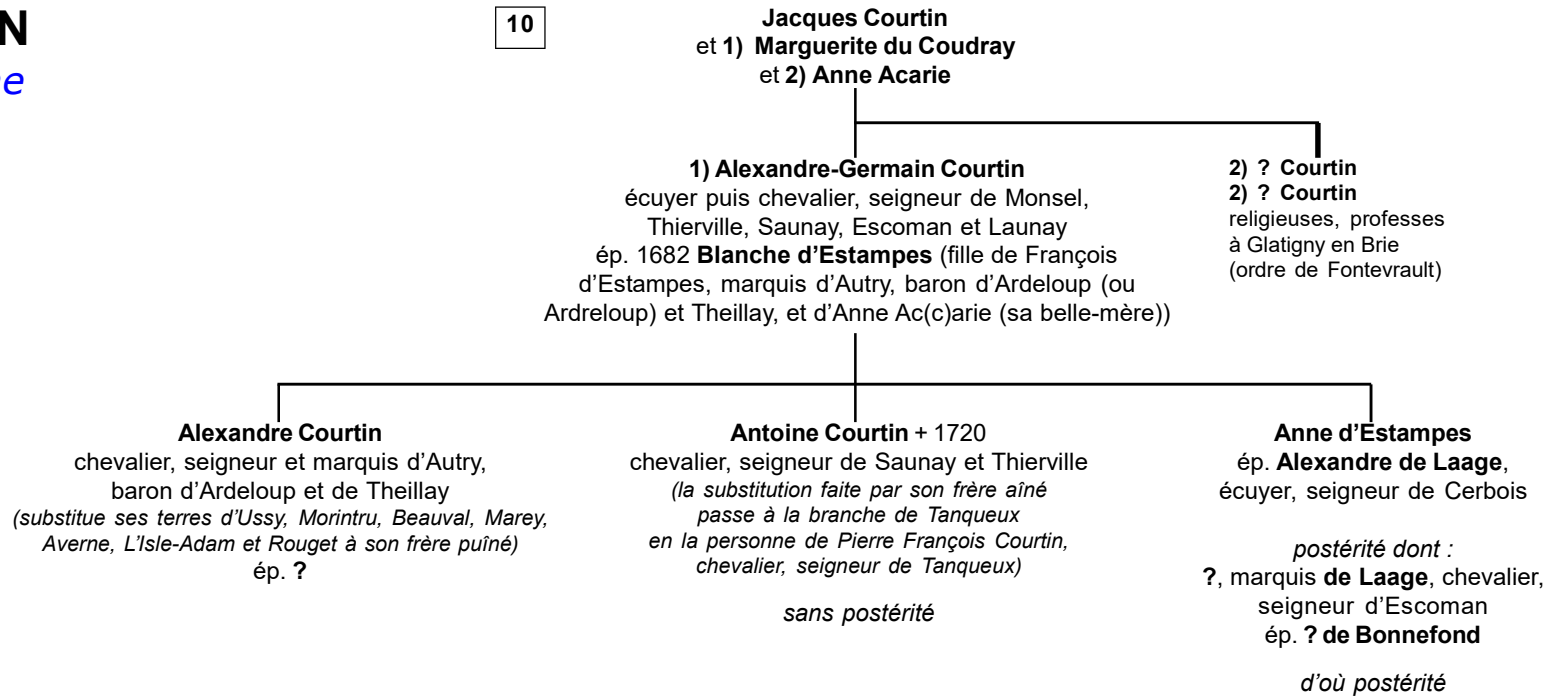 N
e
10
Jacques Courtin
et 1) Marguerite du Coudray
et 2) Anne Acarie
1) Alexandre-Germain Courtin
écuyer puis chevalier, seigneur de Monsel,
Thierville, Saunay, Escoman et Launay
ép. 1682 Blanche d'Estampes (fille de François
d'Estampes, marquis d'Autry, baron d'Ardeloup (ou
Ardreloup) et Theillay, et d'Anne Ac(c)arie (sa belle-mère))
2) ? Courtin
2) ? Courtin
religieuses, professes
à Glatigny en Brie
(ordre de Fontevrault)
Alexandre Courtin
chevalier, seigneur et marquis d'Autry,
baron d'Ardeloup et de Theillay
(substitue ses terres d'Ussy, Morintru, Beauval, Marey,
Averne, L'Isle-Adam et Rouget à son frère puîné)
ép. ?
Antoine Courtin + 1720
chevalier, seigneur de Saunay et Thierville
(la substitution faite par son frère aîné
passe à la branche de Tanqueux
en la personne de Pierre François Courtin,
chevalier, seigneur de Tanqueux)
sans postérité
Anne d'Estampes
ép. Alexandre de Laage,
écuyer, seigneur de Cerbois
postérité dont :
?, marquis de Laage, chevalier,
seigneur d'Escoman
ép. ? de Bonnefond
d'où postérité